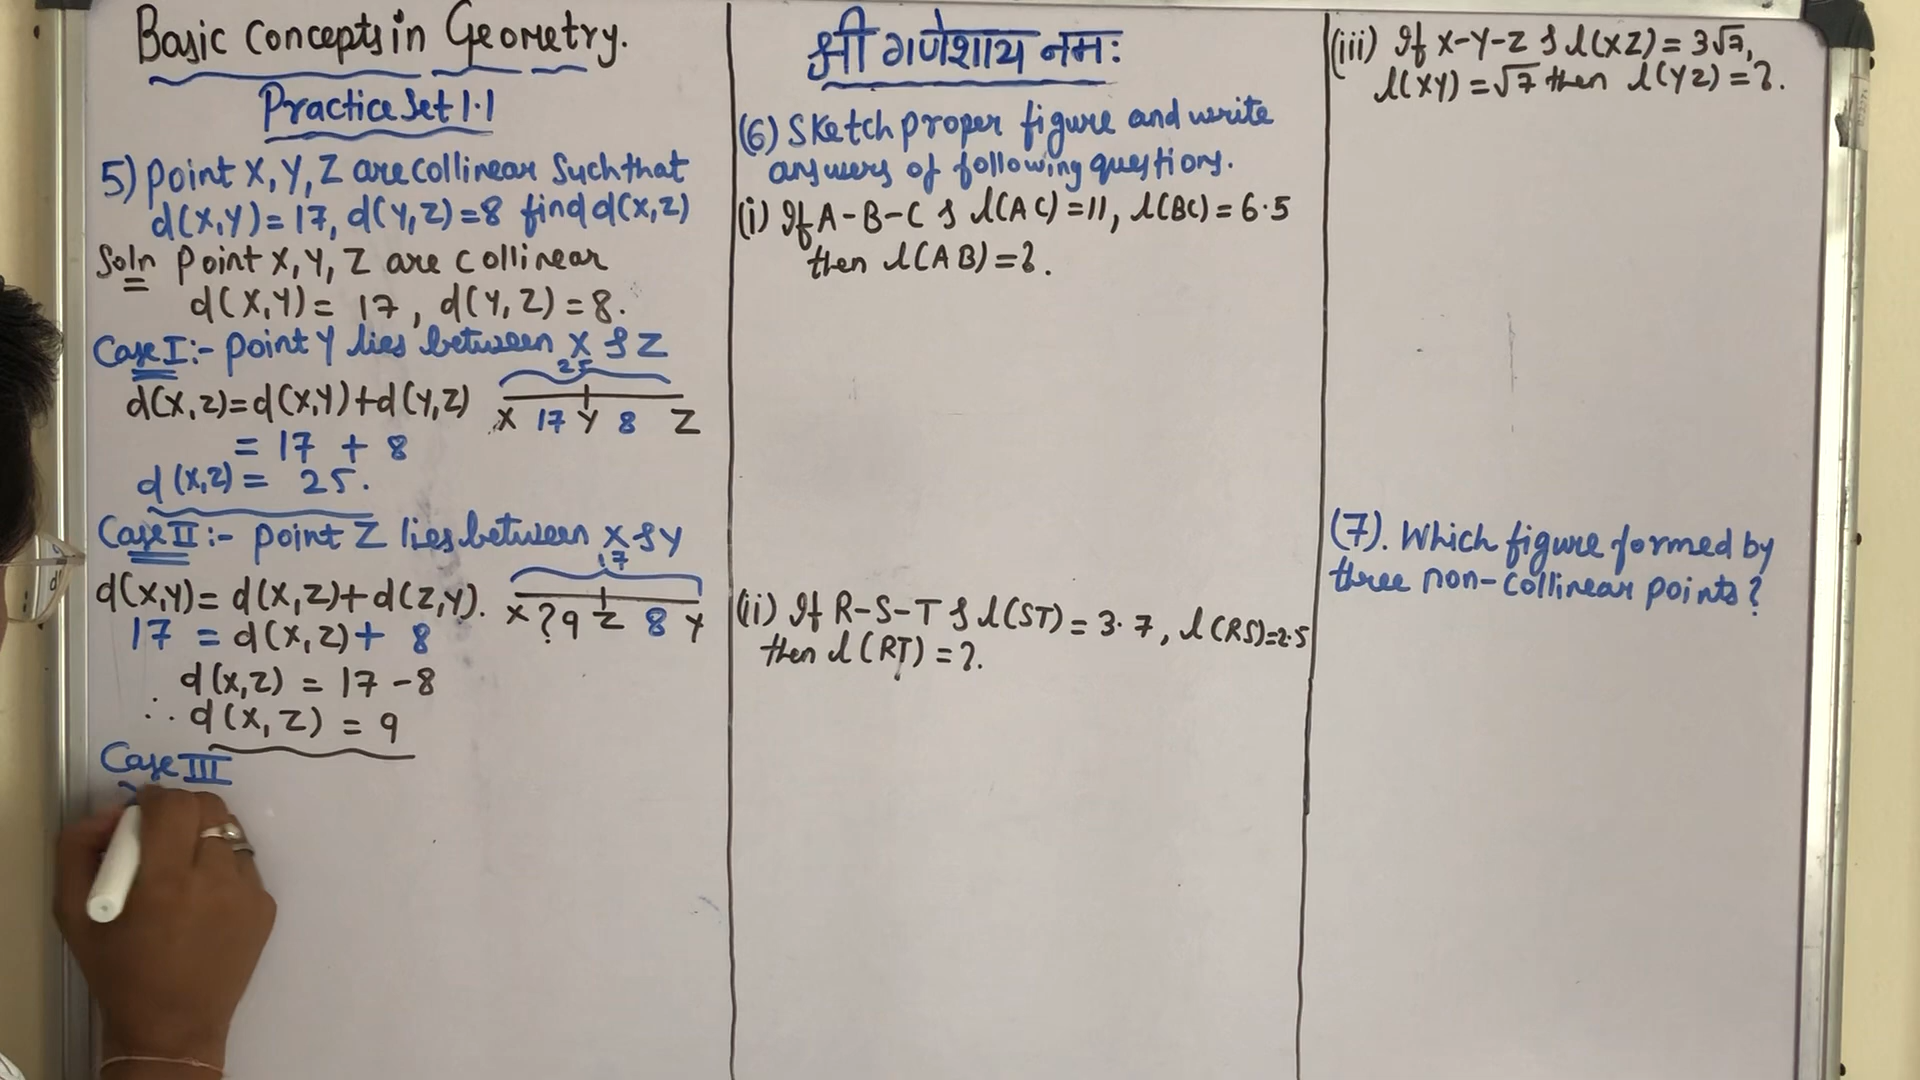 Basic Concepts in Geometry.
Practice Set 1.1
5) point X, Y, Z are collinear Such that
d(X,Y) = 17, d(Y,Z) = 8 find d(X,Z)
Soln point X, Y, Z are collinear
d(X,Y) = 17, d(Y,Z) = 8.
Case I :- point Y lies between X & Z
25
d(X,Z)=d(X,Y)+d(Y,Z)
X 17 Y 8 Z
= 17 + 8
d(X,Z) = 25.
Case II :- point Z lies between X & Y
17
d(X,Y)= d(X,Z)+d(Z,Y).
X ? 9 Z 8 Y
17 = d(X,Z)+ 8
d(X,Z) = 17-8
∴ d(X,Z) = 9
Case III
श्री गणेशाय नमः
(6) Sketch proper figure and write
answers of following questions.
(i) If A-B-C & l(AC)=11, l(BC)=6.5
then l(AB)=?.
(ii) If R-S-T & l(ST)=3.7, l(RS)=2.5
then l(RT)=?.
(iii) If X-Y-Z & l(XZ)=3√7,
l(XY)=√7 then l(YZ)=?.
(7). Which figure formed by
three non-collinear points?